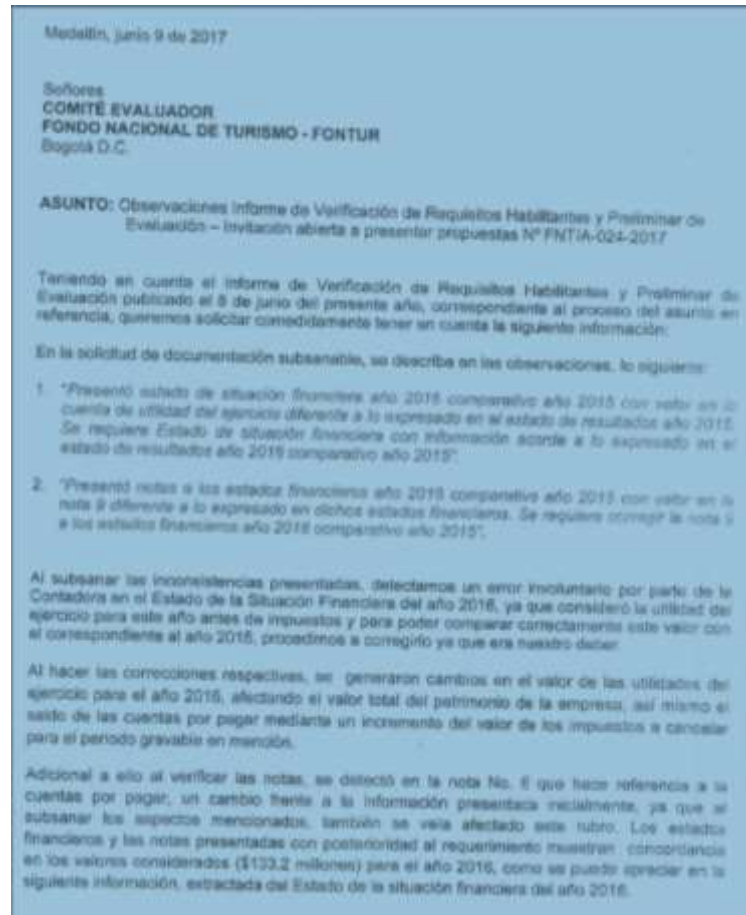 Medellín, junio 9 de 2017
Señores
COMITÉ EVALUADOR
FONDO NACIONAL DE TURISMO - FONTUR
Bogotá D.C.
ASUNTO: Observaciones Informe de Verificación de Requisitos Habilitantes y Preliminar de
Evaluación – Invitación abierta a presentar propuestas Nº FNTIA-024-2017
Teniendo en cuenta el Informe de Verificación de Requisitos Habilitantes y Preliminar de
Evaluación publicado el de junio del presente año, correspondiente al proceso del asunto en
referencia, queremos solicitar comedidamente tener en cuenta la siguiente información:
En la solicitud de documentación subsanable, se describe en las observaciones, lo siguiente:
1. "Presentó estado de situación financiera año 2016 comparativo año 2015 con valor en la
cuenta de utilidad del ejercicio diferente a lo expresado en el estado de resultados año 2015.
Se requiere Estado de situación financiera con información acorde a lo expresado en el
estado de resultados año 2016 comparativo año 2015".
2. "Presentó notas a los estados financieros año 2016 comparativo año 2015 con valor en la
nota 9 diferente a lo expresado en dichos estados financieros. Se requiere corregir la nota 9
a los estados financieros año 2016 comparativo año 2015".
Al subsanar las inconsistencias presentadas, detectamos un error involuntario por parte de la
Contadora en el Estado de la Situación Financiera del año 2016, ya que consideró la utilidad del
ejercicio para este año antes de impuestos y para poder comparar correctamente este valor con
el correspondiente al año 2015, procedimos a corregirlo ya que era nuestro deber.
Al hacer las correcciones respectivas, se generaron cambios en el valor de las utilidades del
ejercicio para el año 2016, afectando el valor total del patrimonio de la empresa, así mismo el
saldo de las cuentas por pagar mediante un incremento del valor de los impuestos a cancelar
para el periodo gravable en mención.
Adicional a ello al verificar las notas, se detectó en la nota No. 6 que hace referencia a la
cuentas por pagar, un cambio frente a la información presentada inicialmente, ya que al
subsanar los aspectos mencionados, también se veía afectado este rubro. Los estados
financieros y las notas presentadas con posterioridad al requerimiento muestran concordancia
en los valores considerados ($133.2 millones) para el año 2016, como se puede apreciar en la
siguiente información, extractada del Estado de la situación financiera del año 2016.